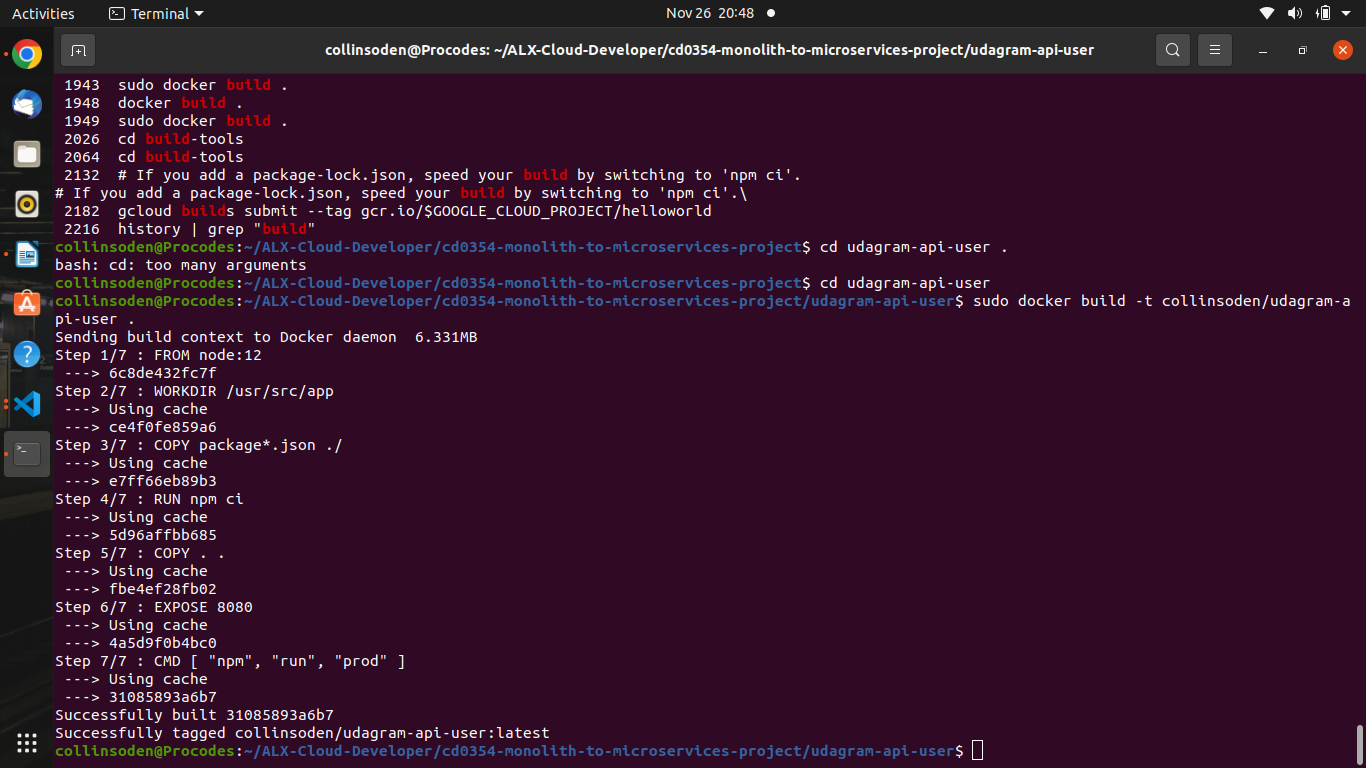 Activities
Terminal
Nov 26 20:48
collinsoden@Procodes: ~/ALX-Cloud-Developer/cd0354-monolith-to-microservices-project/udagram-api-user
1943  sudo docker build .
1948  docker build .
1949  sudo docker build .
2026  cd build-tools
2064  cd build-tools
2132  # If you add a package-lock.json, speed your build by switching to 'npm ci'.
# If you add a package-lock.json, speed your build by switching to 'npm ci'.\
2182  gcloud builds submit --tag gcr.io/$GOOGLE_CLOUD_PROJECT/helloworld
2216  history | grep "build"
collinsoden@Procodes:~/ALX-Cloud-Developer/cd0354-monolith-to-microservices-project$ cd udagram-api-user .
bash: cd: too many arguments
collinsoden@Procodes:~/ALX-Cloud-Developer/cd0354-monolith-to-microservices-project$ cd udagram-api-user
collinsoden@Procodes:~/ALX-Cloud-Developer/cd0354-monolith-to-microservices-project/udagram-api-user$ sudo docker build -t collinsoden/udagram-a
pi-user .
Sending build context to Docker daemon  6.331MB
Step 1/7 : FROM node:12
 ---> 6c8de432fc7f
Step 2/7 : WORKDIR /usr/src/app
 ---> Using cache
 ---> ce4f0fe859a6
Step 3/7 : COPY package*.json ./
 ---> Using cache
 ---> e7ff66eb89b3
Step 4/7 : RUN npm ci
 ---> Using cache
 ---> 5d96affbb685
Step 5/7 : COPY . .
 ---> Using cache
 ---> fbe4ef28fb02
Step 6/7 : EXPOSE 8080
 ---> Using cache
 ---> 4a5d9f0b4bc0
Step 7/7 : CMD [ "npm", "run", "prod" ]
 ---> Using cache
 ---> 31085893a6b7
Successfully built 31085893a6b7
Successfully tagged collinsoden/udagram-api-user:latest
collinsoden@Procodes:~/ALX-Cloud-Developer/cd0354-monolith-to-microservices-project/udagram-api-user$